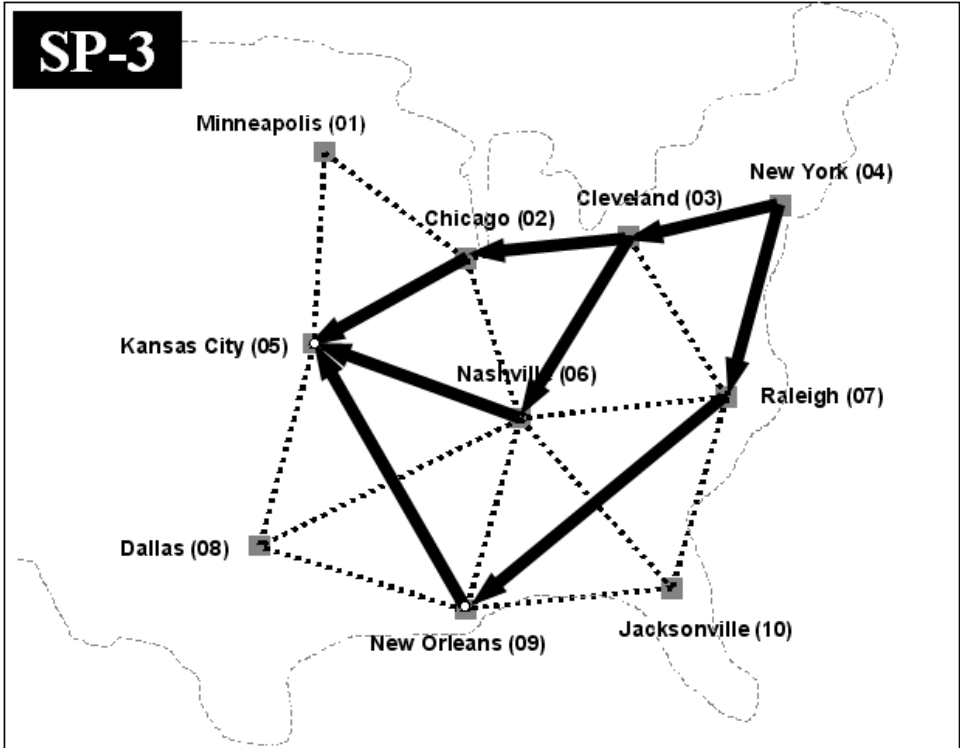 SP-3
Minneapolis (01)
New York (04)
Cleveland (03)
Chicago (02)
Kansas City (05)
Nashville (06)
Raleigh (07)
Dallas (08)
Jacksonville (10)
New Orleans (09)